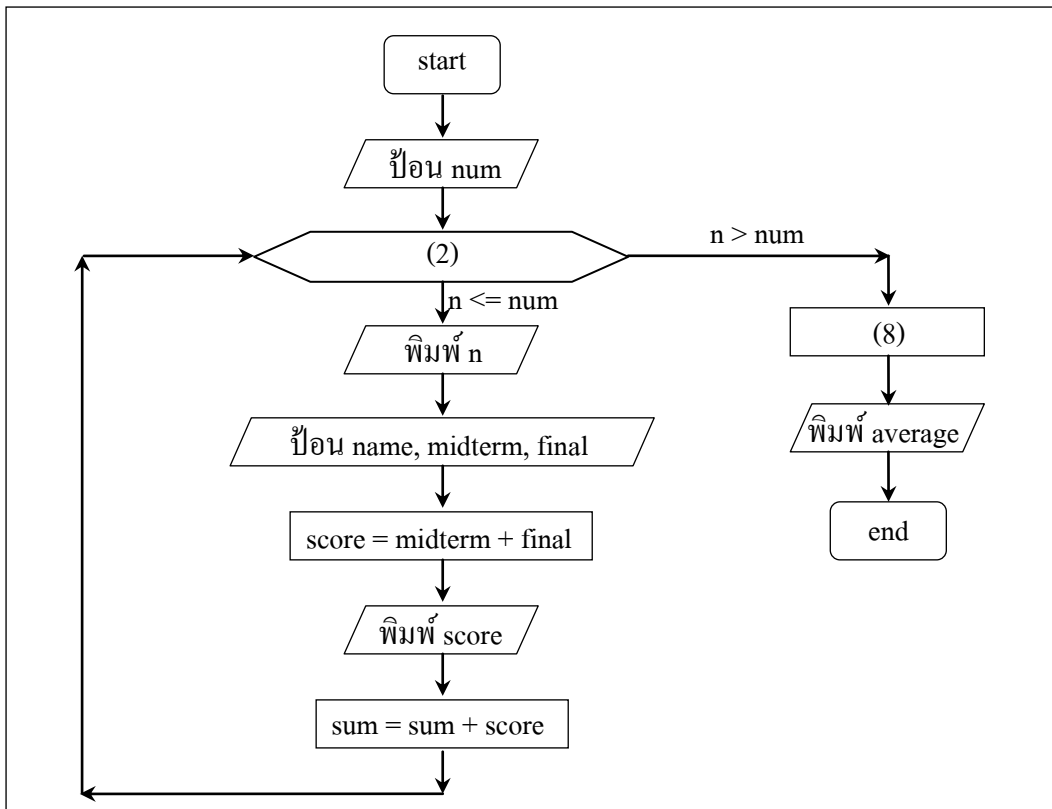 start
ป้อน num
(2)
n > num
n <= num
พิมพ์ n
(8)
ป้อน name, midterm, final
พิมพ์ average
score = midterm + final
end
พิมพ์ score
sum = sum + score